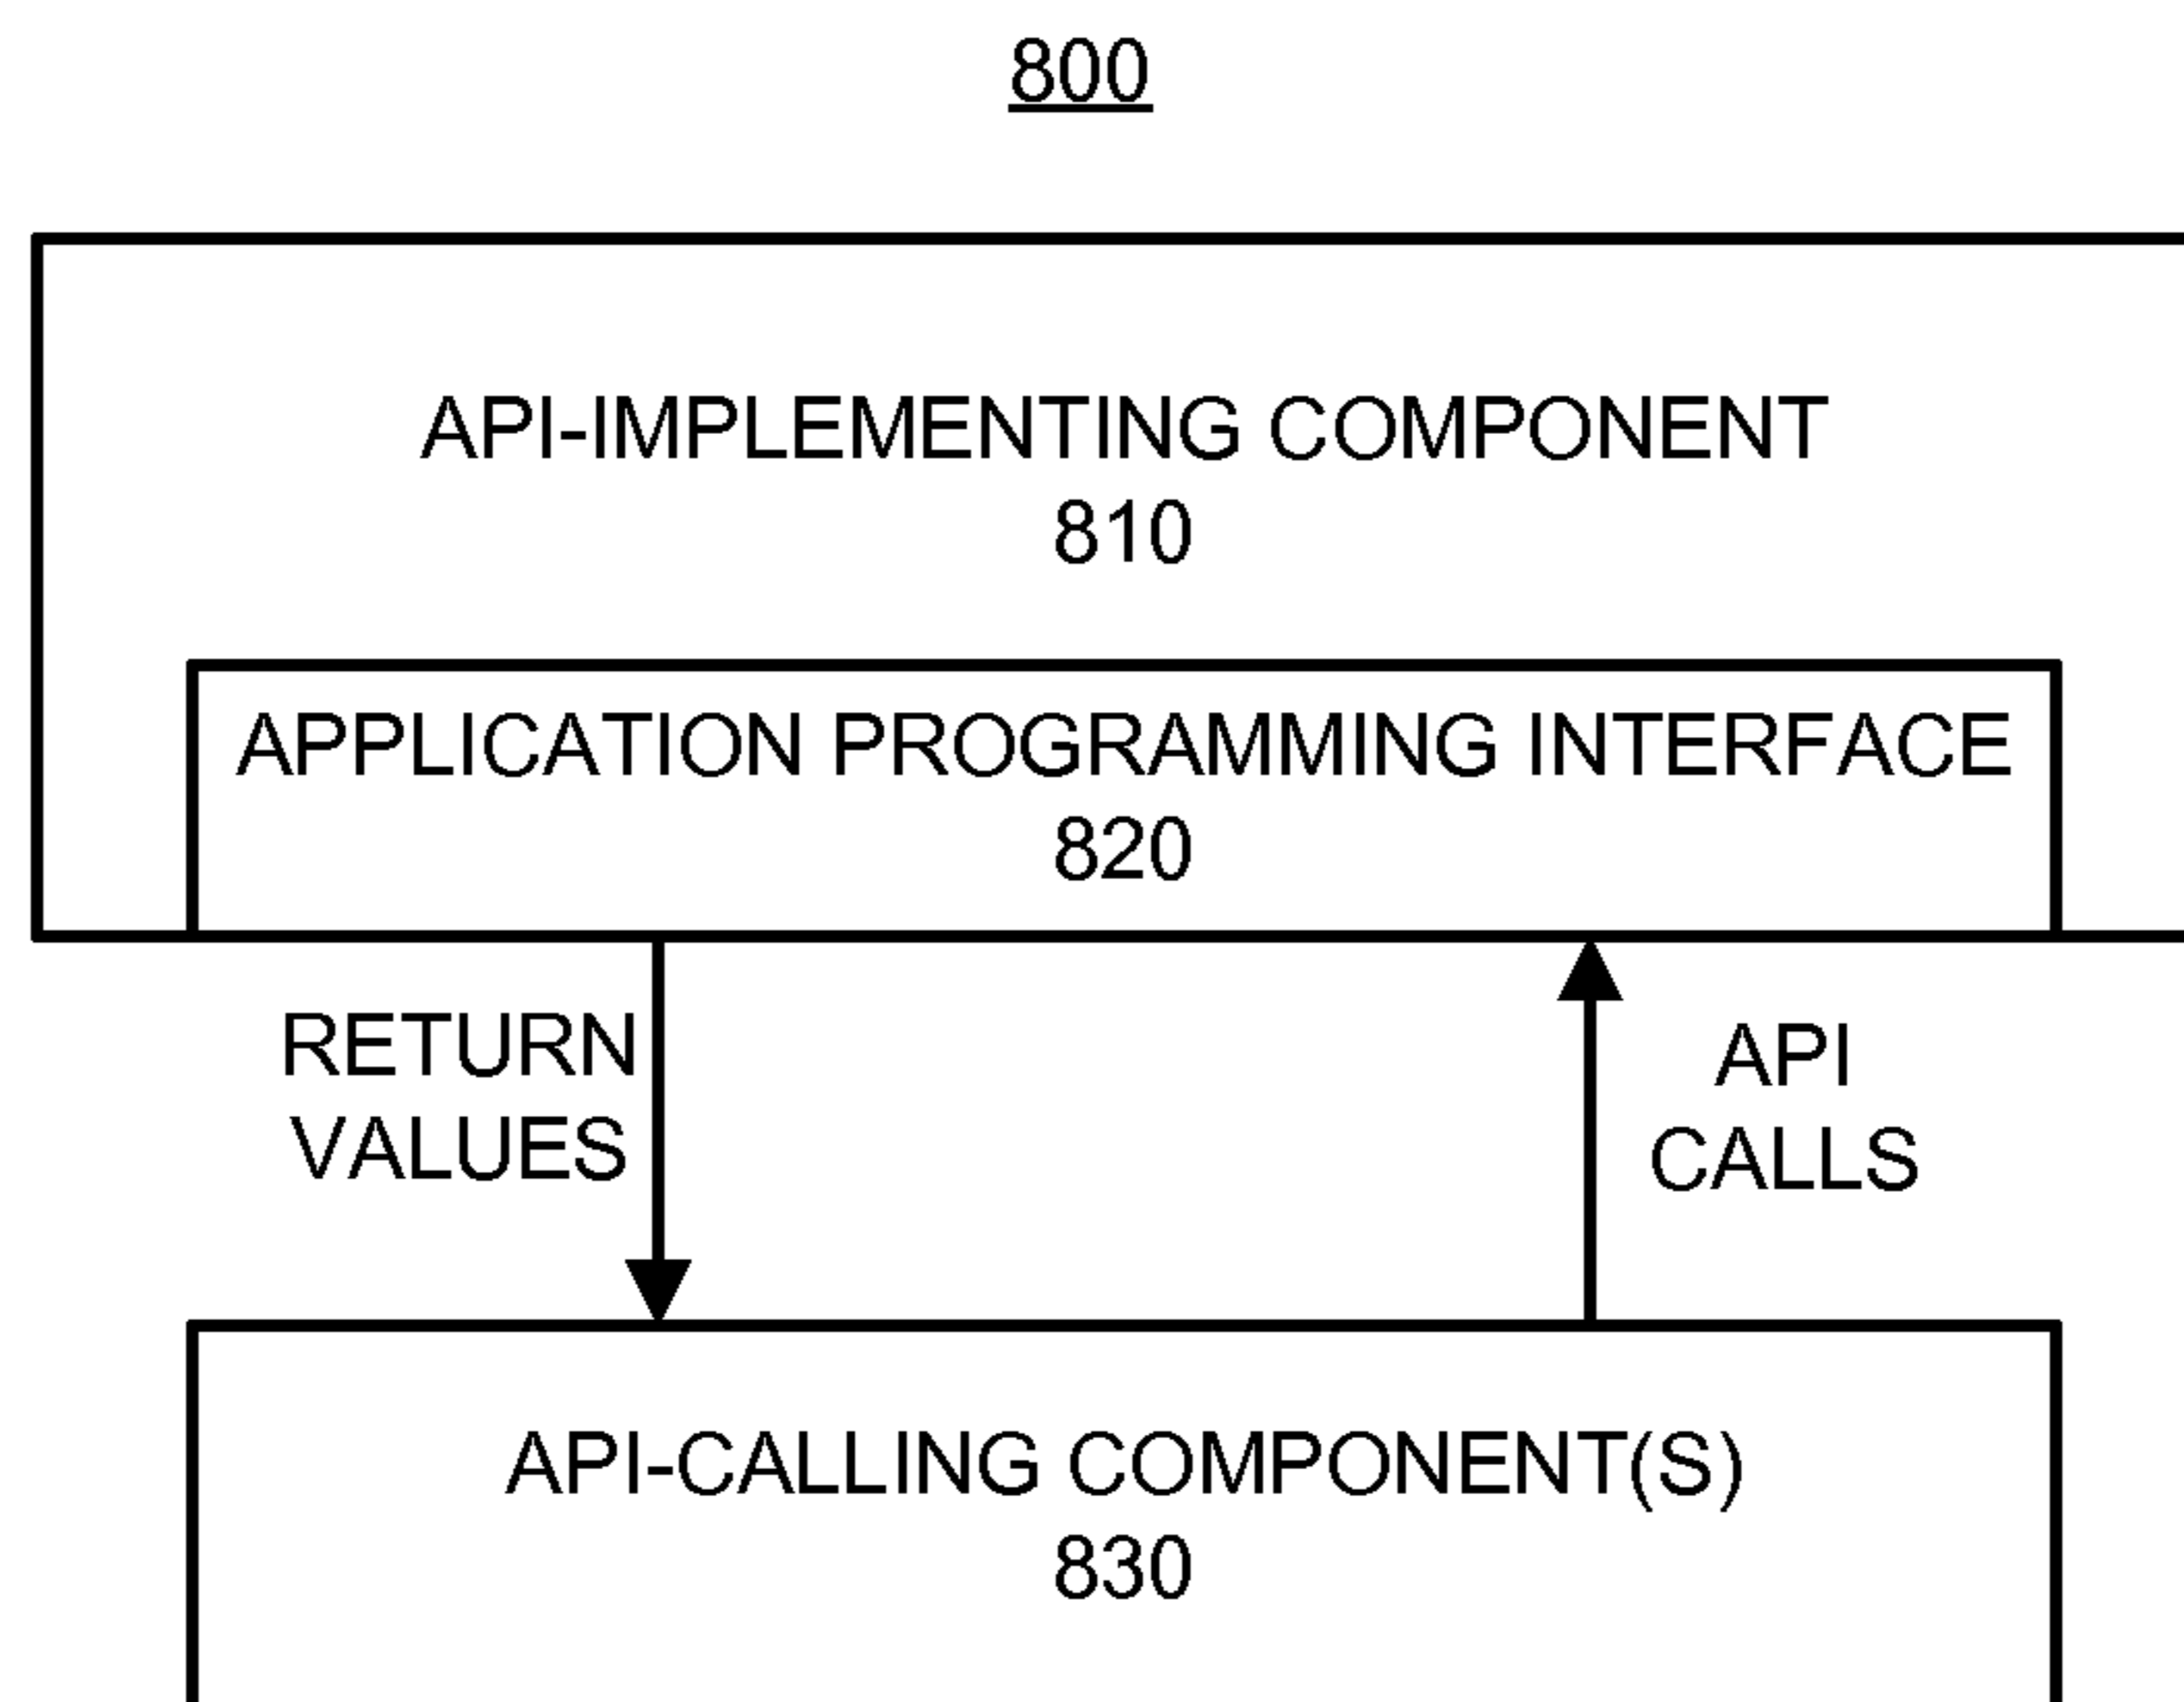 800
API-IMPLEMENTING COMPONENT
810
APPLICATION PROGRAMMING INTERFACE
820
RETURN
VALUES
API
CALLS
API-CALLING COMPONENT(S)
830